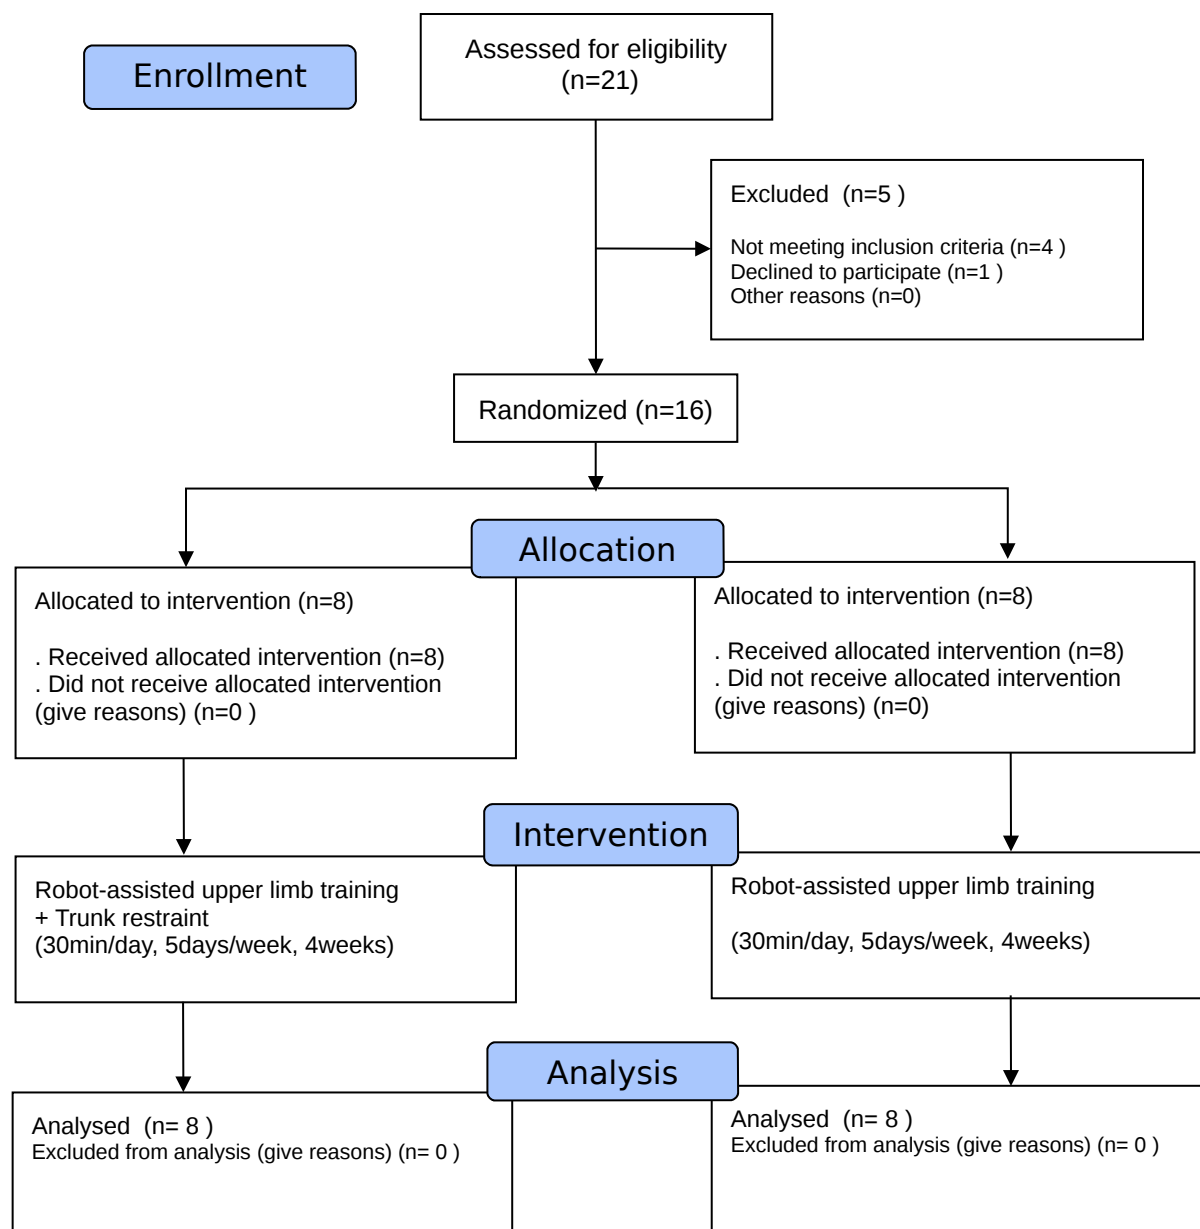 Enrollment
Assessed for eligibility
(n=21)
Excluded  (n=5 )
Not meeting inclusion criteria (n=4 )
Declined to participate (n=1 )
Other reasons (n=0)
Randomized (n=16)
Allocation
Allocated to intervention (n=8)
. Received allocated intervention (n=8)
. Did not receive allocated intervention
(give reasons) (n=0 )
Allocated to intervention (n=8)
. Received allocated intervention (n=8)
. Did not receive allocated intervention
(give reasons) (n=0)
Intervention
Robot-assisted upper limb training
+ Trunk restraint
(30min/day, 5days/week, 4weeks)
Robot-assisted upper limb training
(30min/day, 5days/week, 4weeks)
Analysis
Analysed  (n= 8 )
Excluded from analysis (give reasons) (n= 0 )
Analysed  (n= 8 )
Excluded from analysis (give reasons) (n= 0 )